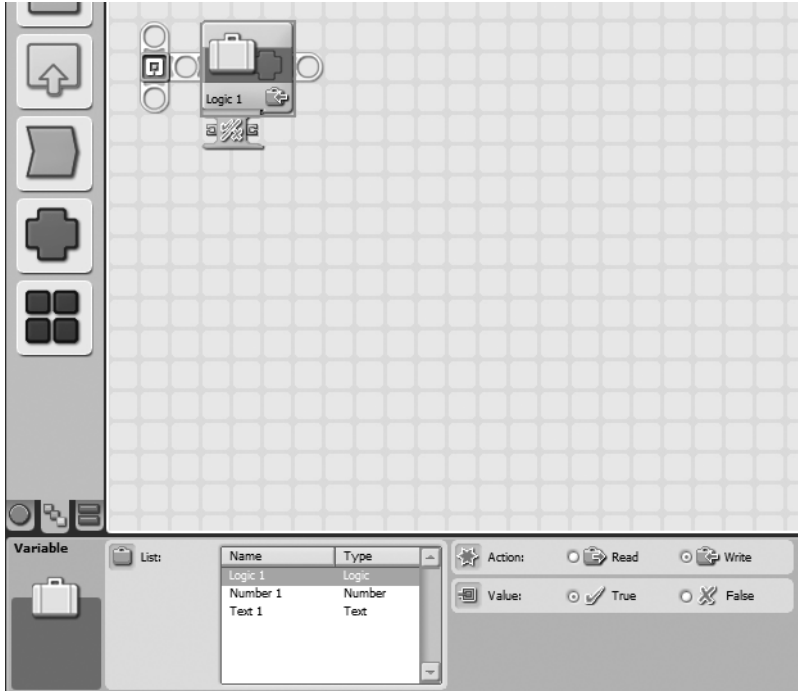 Logic 1
Variable
List:
Name Type
Logic 1 Logic
Number 1 Number
Text 1 Text
Action: Read Write
Value: True False